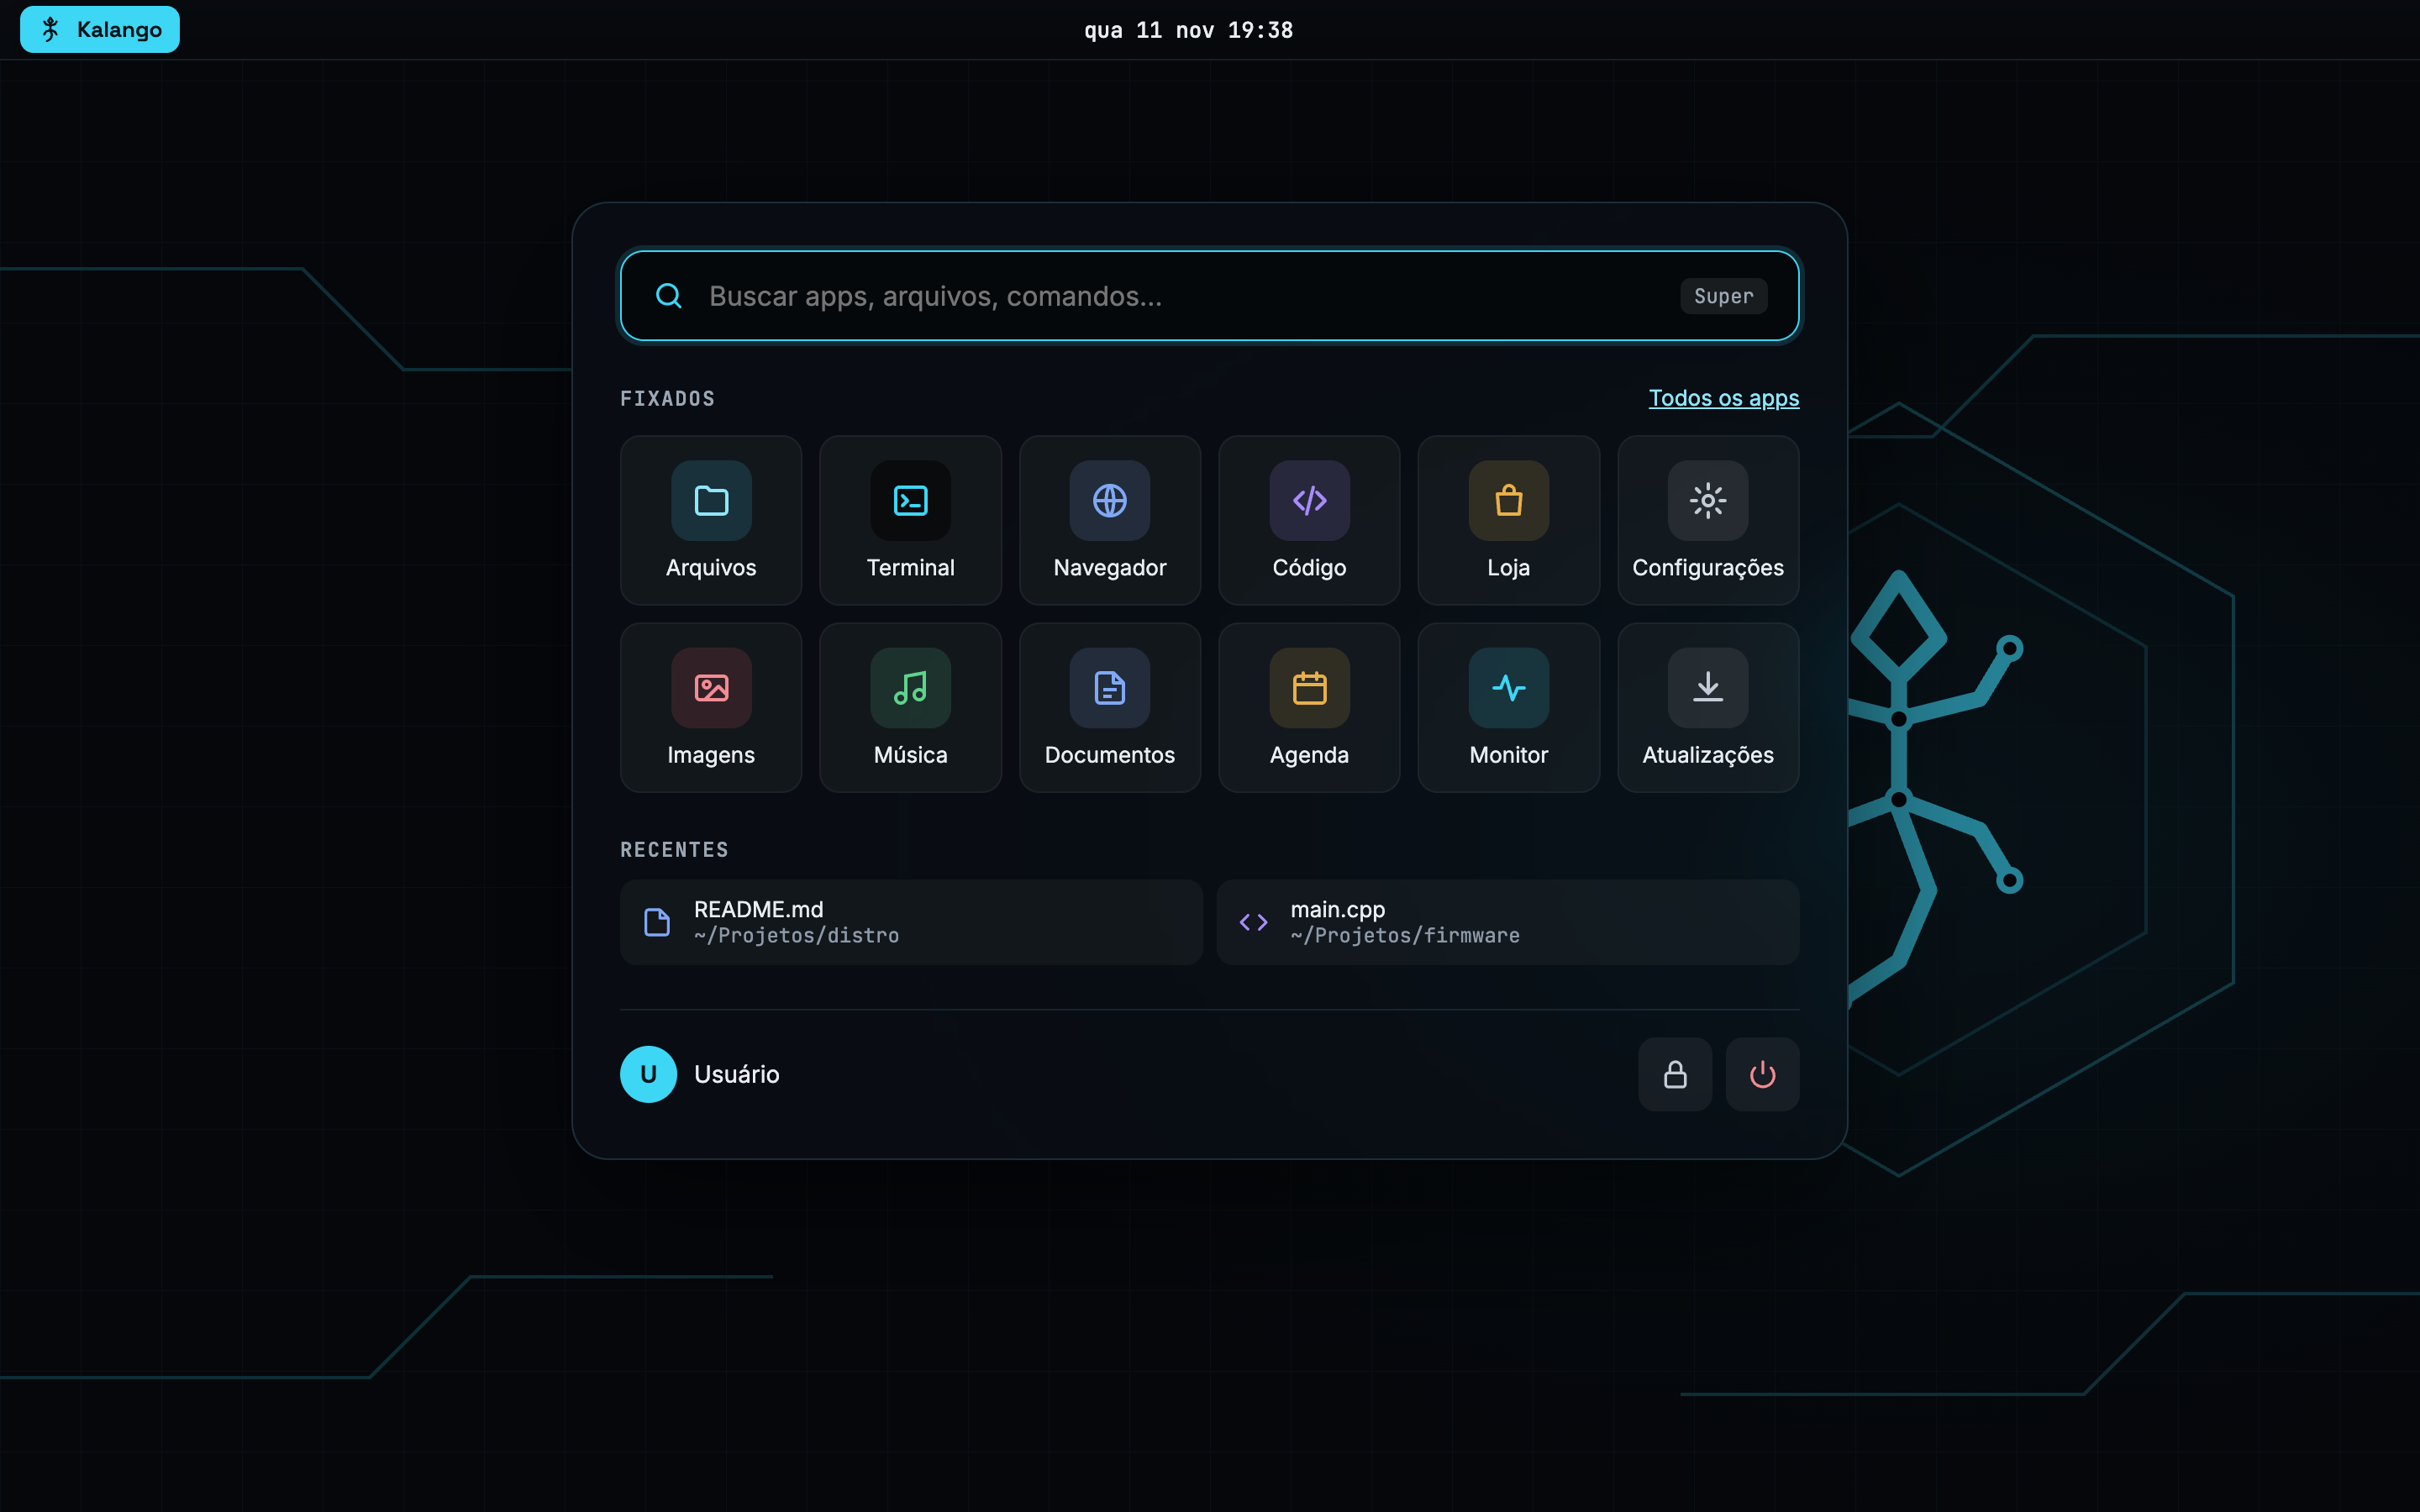 Kalango
qua 11 nov 19:38
Buscar apps, arquivos, comandos...
Super
FIXADOS
Todos os apps
Arquivos
Terminal
Navegador
Código
Loja
Configurações
Imagens
Música
Documentos
Agenda
Monitor
Atualizações
RECENTES
README.md
~/Projetos/distro
main.cpp
~/Projetos/firmware
U
Usuário